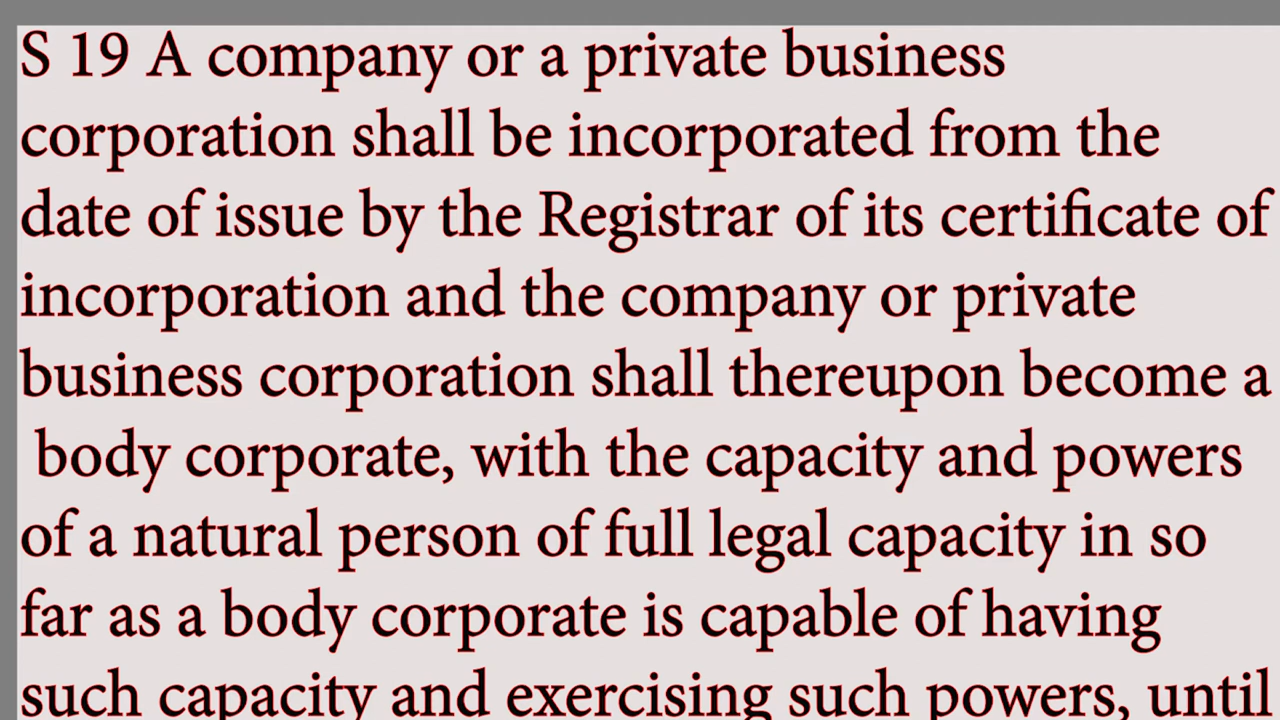 S 19 A company or a private business
corporation shall be incorporated from the
date of issue by the Registrar of its certificate of
incorporation and the company or private
business corporation shall thereupon become a
body corporate, with the capacity and powers
of a natural person of full legal capacity in so
far as a body corporate is capable of having
such capacity and exercising such powers, until